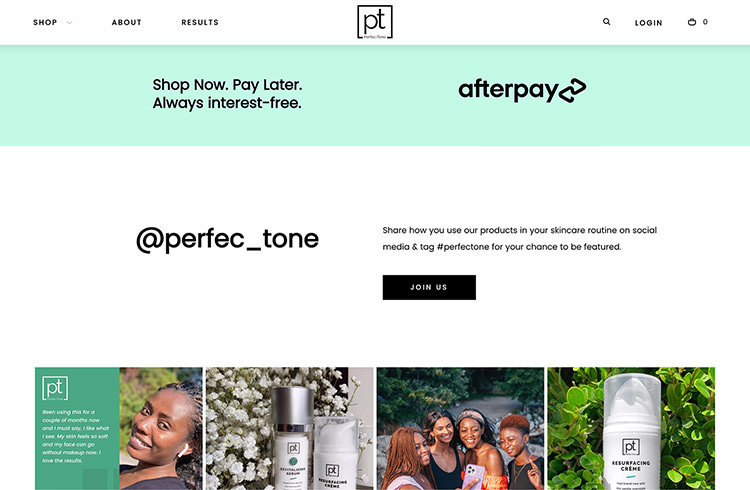 SHOP
ABOUT
RESULTS
pt
Perfec-Tone
LOGIN
0
Shop Now. Pay Later.
Always interest-free.
afterpay
@perfec_tone
Share how you use our products in your skincare routine on social
media & tag #perfectone for your chance to be featured.
JOIN US
pt
Been using this for a
couple of months now
and I must say, I like what
I see. My skin feels so soft
and my face can go
without makeup now. I
love the results.
pt
REVITALIZING
SERUM
pt
RESURFACING
CRÈME
pt
RESURFACING
CRÈME